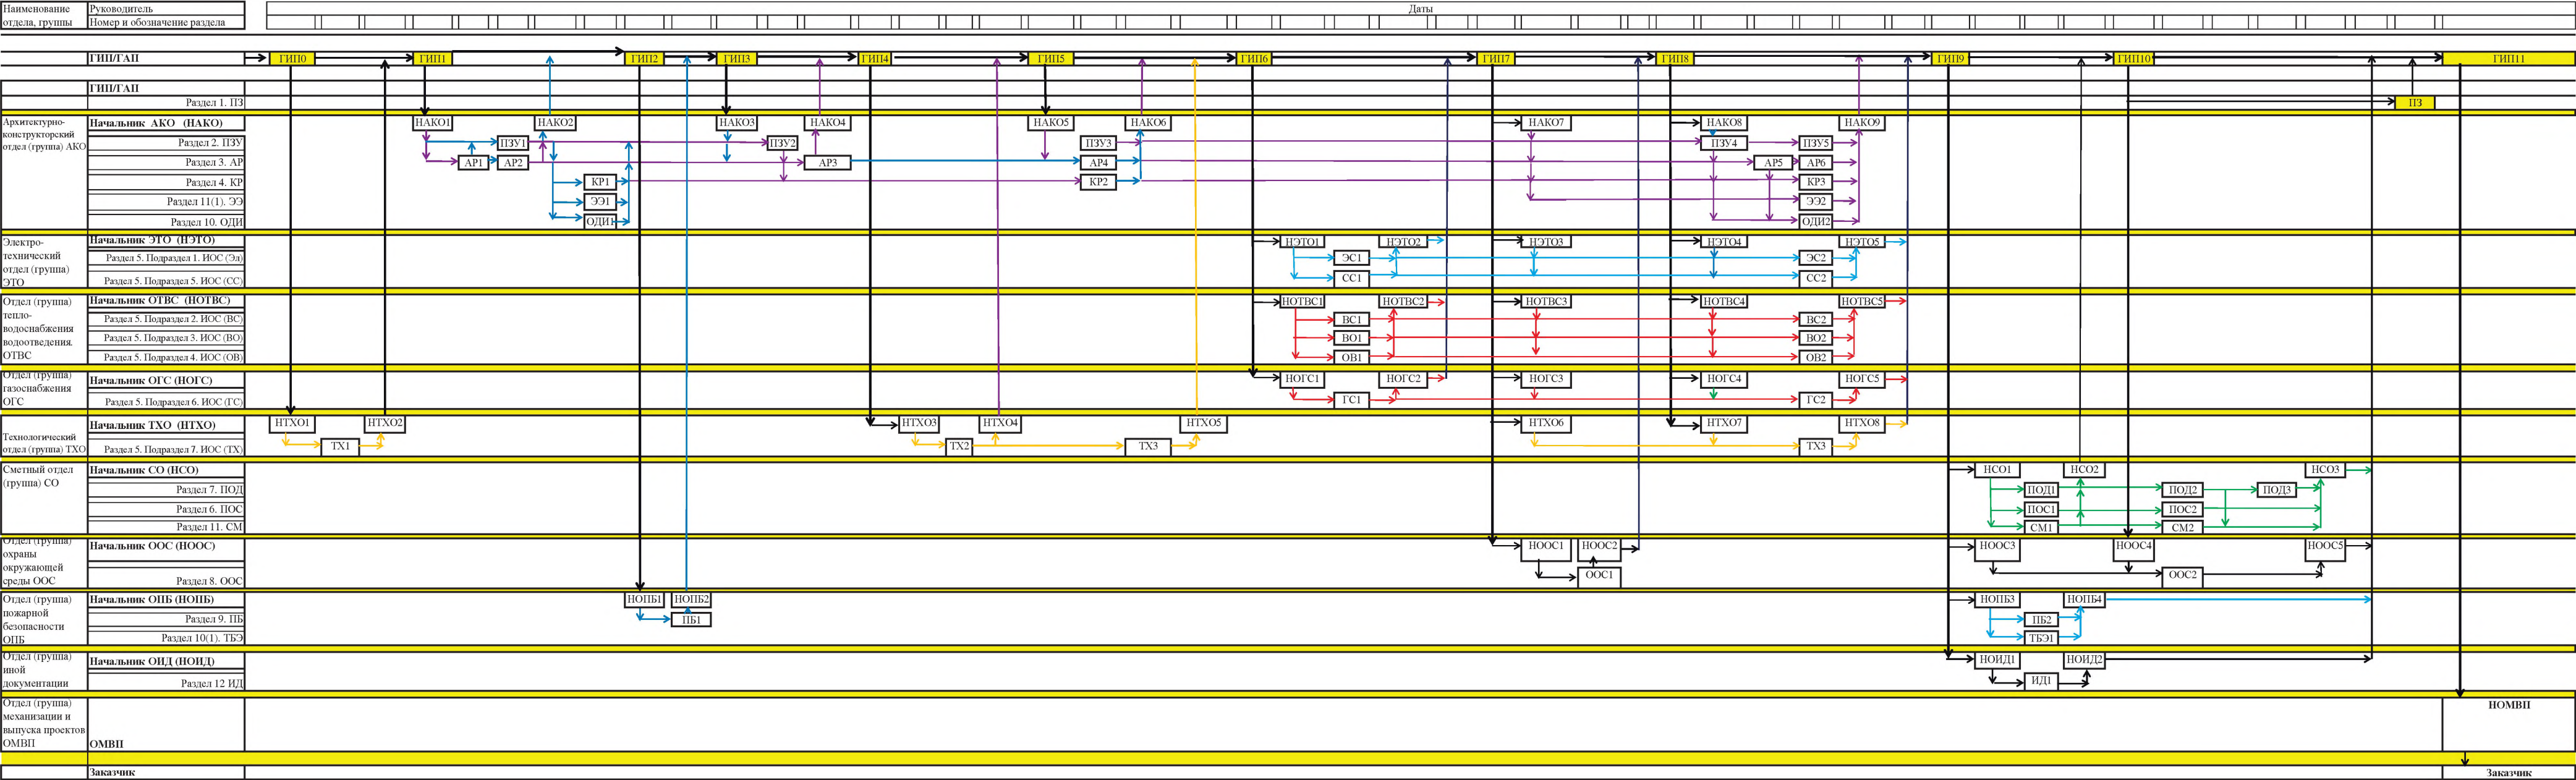 Наименование
отдела, группы
Руководитель
Номер и обозначение раздела
Даты
ГИП/ГАП
ГИП0 ГИП1 ГИП2 ГИП3 ГИП4 ГИП5 ГИП6 ГИП7 ГИП8 ГИП9 ГИП10 ГИП11
ГИП/ГАП
Раздел 1. ПЗ
ПЗ
Архитектурно-
конструкторский
отдел (группа) АКО
Начальник АКО (НАКО)
НАКО1 НАКО2 НАКО3 НАКО4 НАКО5 НАКО6 НАКО7 НАКО8 НАКО9
Раздел 2. ПЗУ
ПЗУ1 ПЗУ2 ПЗУ3 ПЗУ4 ПЗУ5
Раздел 3. АР
АР1 АР2 АР3 АР4 АР5 АР6
Раздел 4. КР
КР1 КР2 КР3
Раздел 11(1). ЭЭ
ЭЭ1 ЭЭ2
Раздел 10. ОДИ
ОДИ1 ОДИ2
Электро-
технический
отдел (группа)
ЭТО
Начальник ЭТО (НЭТО)
НЭТО1 НЭТО2 НЭТО3 НЭТО4 НЭТО5
Раздел 5. Подраздел 1. ИОС (Эл)
ЭС1 ЭС2
Раздел 5. Подраздел 5. ИОС (СС)
СС1 СС2
Отдел (группа)
тепло-
водоснабжения
водоотведения.
ОТВС
Начальник ОТВС (НОТВС)
НОТВС1 НОТВС2 НОТВС3 НОТВС4 НОТВС5
Раздел 5. Подраздел 2. ИОС (ВС)
ВС1 ВС2
Раздел 5. Подраздел 3. ИОС (ВО)
ВО1 ВО2
Раздел 5. Подраздел 4. ИОС (ОВ)
ОВ1 ОВ2
Отдел (группа)
газоснабжения
ОГС
Начальник ОГС (НОГС)
НОГС1 НОГС2 НОГС3 НОГС4 НОГС5
Раздел 5. Подраздел 6. ИОС (ГС)
ГС1 ГС2
Технологический
отдел (группа) ТХО
Начальник ТХО (НТХО)
НТХО1 НТХО2 НТХО3 НТХО4 НТХО5 НТХО6 НТХО7 НТХО8
Раздел 5. Подраздел 7. ИОС (ТХ)
ТХ1 ТХ2 ТХ3 ТХ3
Сметный отдел
(группа) СО
Начальник СО (НСО)
НСО1 НСО2 НСО3
Раздел 7. ПОД
ПОД1 ПОД2 ПОД3
Раздел 6. ПОС
ПОС1 ПОС2
Раздел 11. СМ
СМ1 СМ2
Отдел (группа)
охраны
окружающей
среды ООС
Начальник ООС (НООС)
НООС1 НООС2 НООС3 НООС4 НООС5
Раздел 8. ООС
ООС1 ООС2
Отдел (группа)
пожарной
безопасности
ОПБ
Начальник ОПБ (НОПБ)
НОПБ1 НОПБ2 НОПБ3 НОПБ4
Раздел 9. ПБ
ПБ1 ПБ2
Раздел 10(1). ТБЭ
ТБЭ1
Отдел (группа)
иной
документации
Начальник ОИД (НОИД)
НОИД1 НОИД2
Раздел 12 ИД
ИД1
Отдел (группа)
механизации и
выпуска проектов
ОМВП
ОМВП
НОМВП
Заказчик
Заказчик